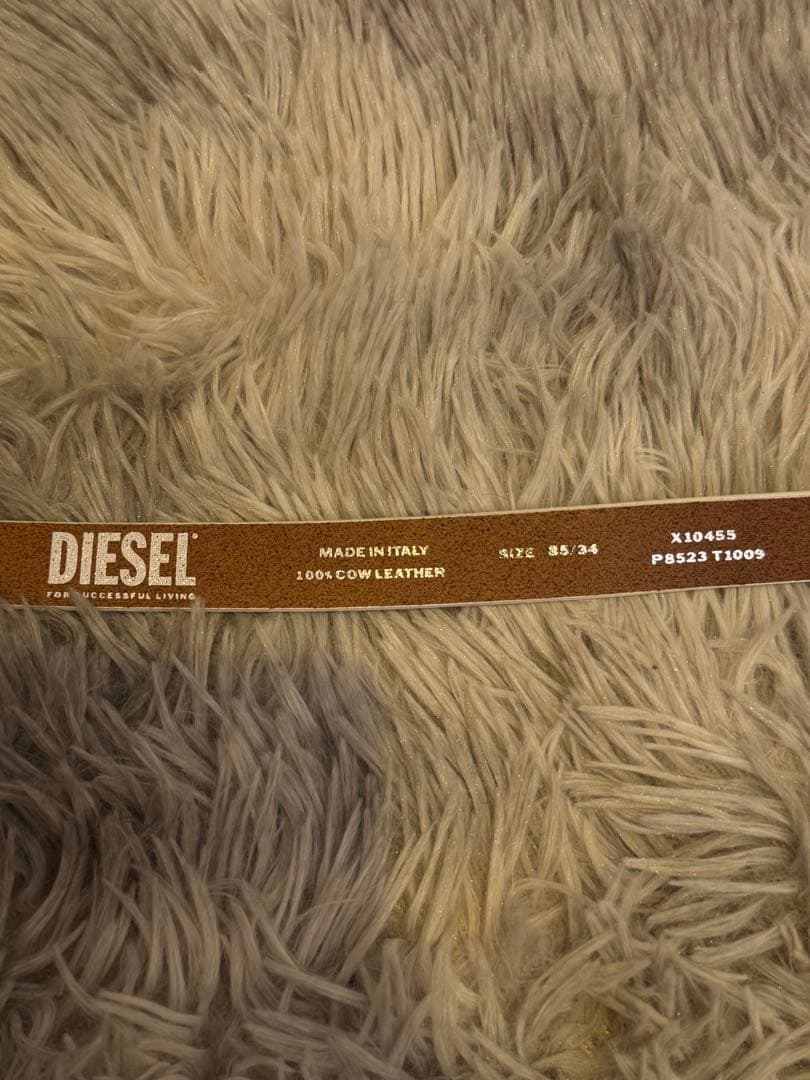 DIESEL
FOR SUCCESSFUL LIVING
MADE IN ITALY
100% COW LEATHER
SIZE 85/34
X10455
P8523 T1009